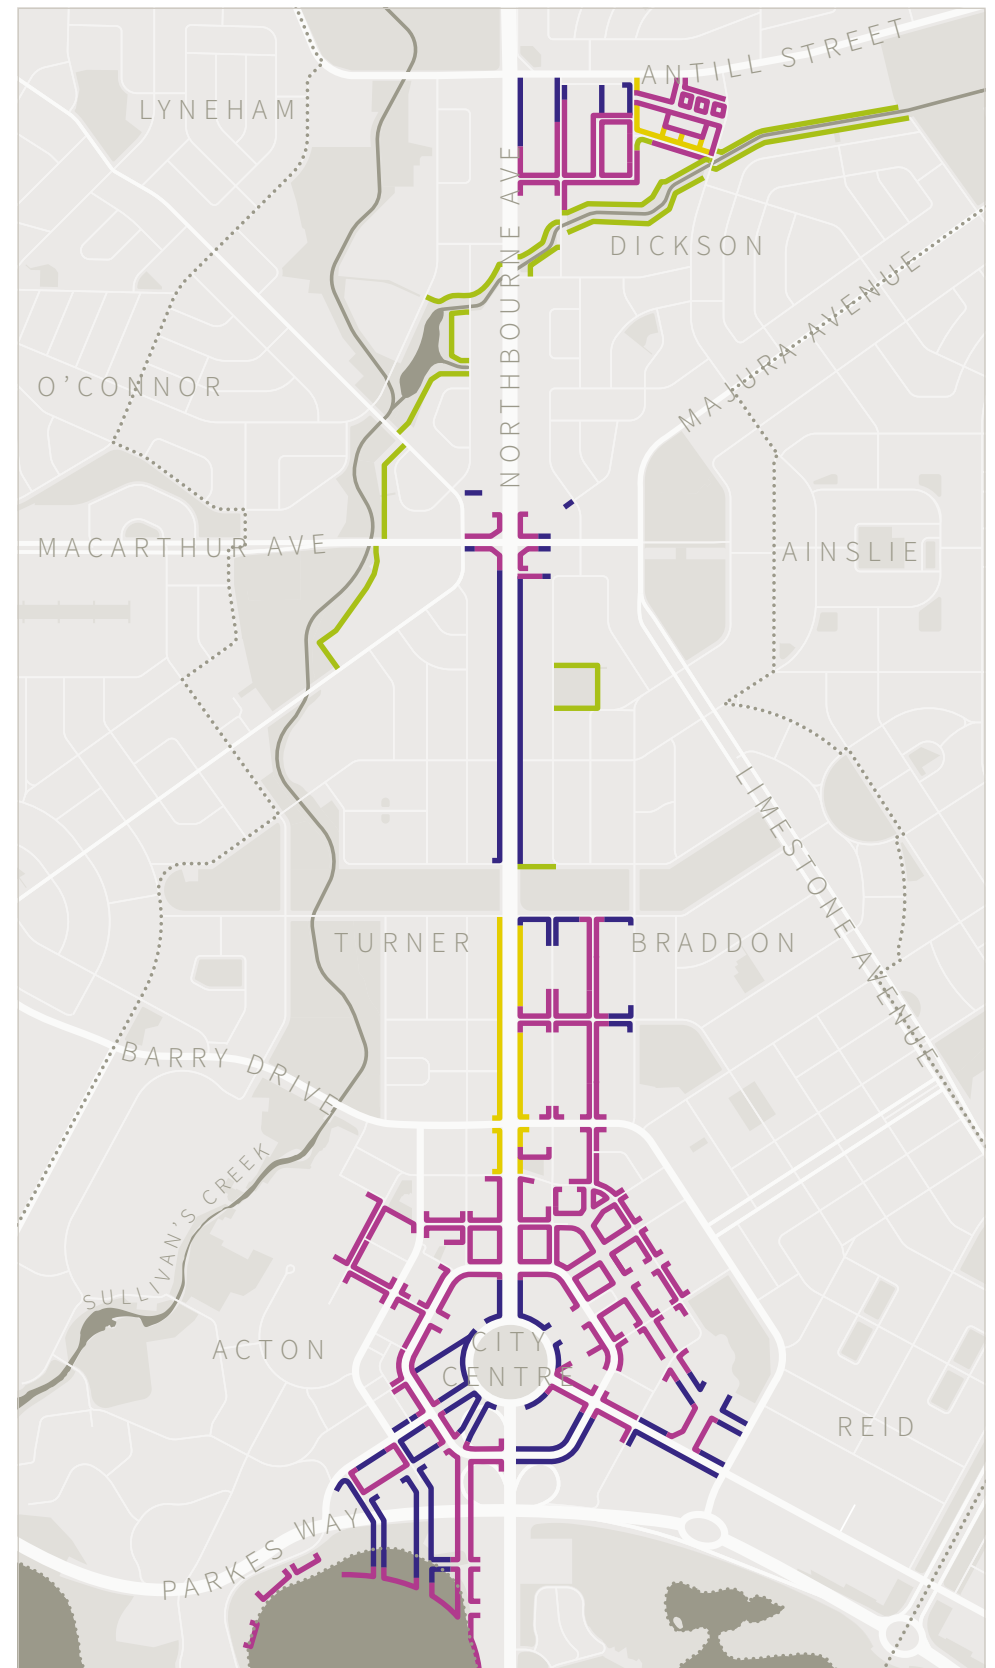 ANTILL STREET
LYNEHAM
NORTHBOURNE AVE
DICKSON
MAJURA AVENUE
O'CONNOR
MACARTHUR AVE
AINSLIE
LIMESTONE AVENUE
TURNER
BRADDON
BARRY DRIVE
SULLIVAN'S CREEK
ACTON
CITY
CENTRE
REID
PARKES WAY